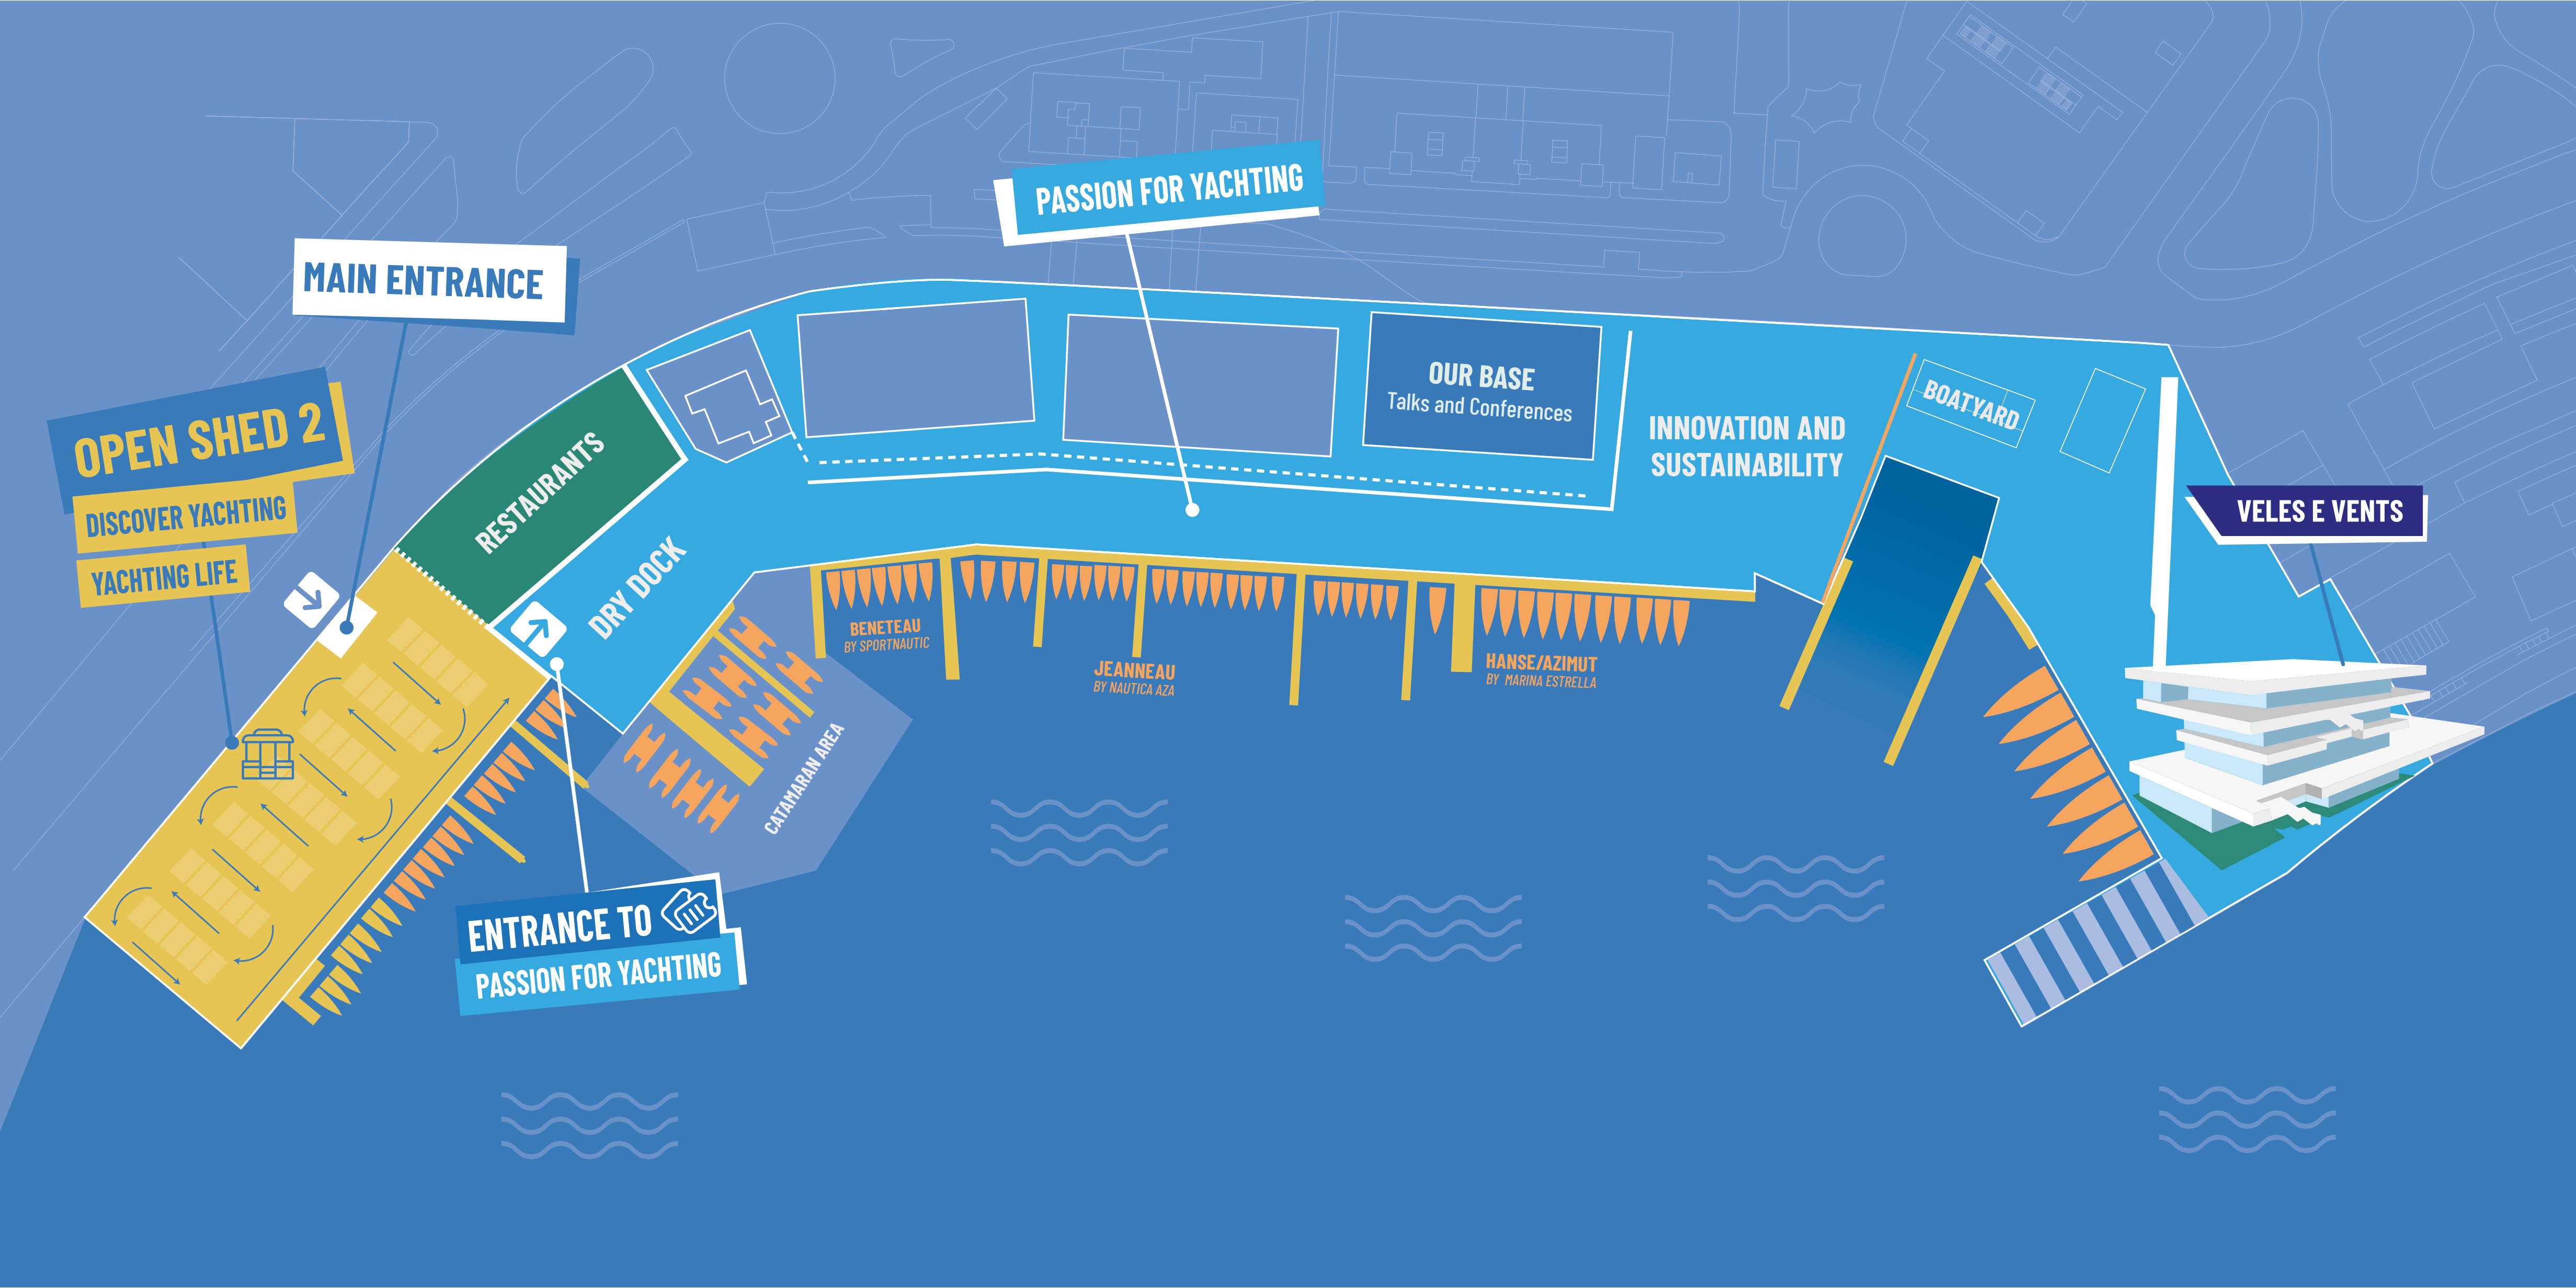 PASSION FOR YACHTING
MAIN ENTRANCE
OPEN SHED 2
DISCOVER YACHTING
YACHTING LIFE
RESTAURANTS
DRY DOCK
OUR BASE
Talks and Conferences
INNOVATION AND
SUSTAINABILITY
BOATYARD
VELES E VENTS
BENETEAU
BY SPORTNAUTIC
JEANNEAU
BY NAUTICA AZA
HANSE/AZIMUT
BY MARINA ESTRELLA
CATAMARAN AREA
ENTRANCE TO
PASSION FOR YACHTING